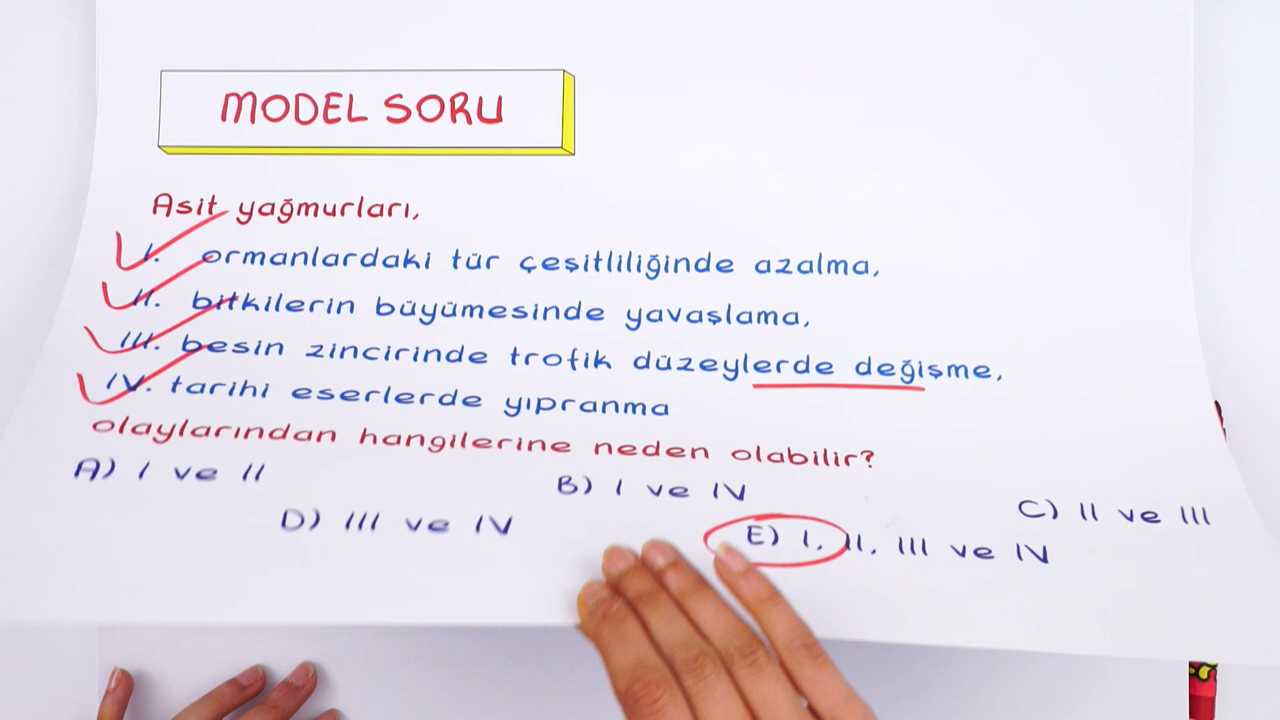 MODEL SORU
Asit yağmurları,
I. ormanlardaki tür çeşitliliğinde azalma,
II. bitkilerin büyümesinde yavaşlama,
III. besin zincirinde trofik düzeylerde değişme,
IV. tarihi eserlerde yıpranma
olaylarından hangilerine neden olabilir?
A) I ve II
B) I ve IV
C) II ve III
D) III ve IV
E) I, II, III ve IV